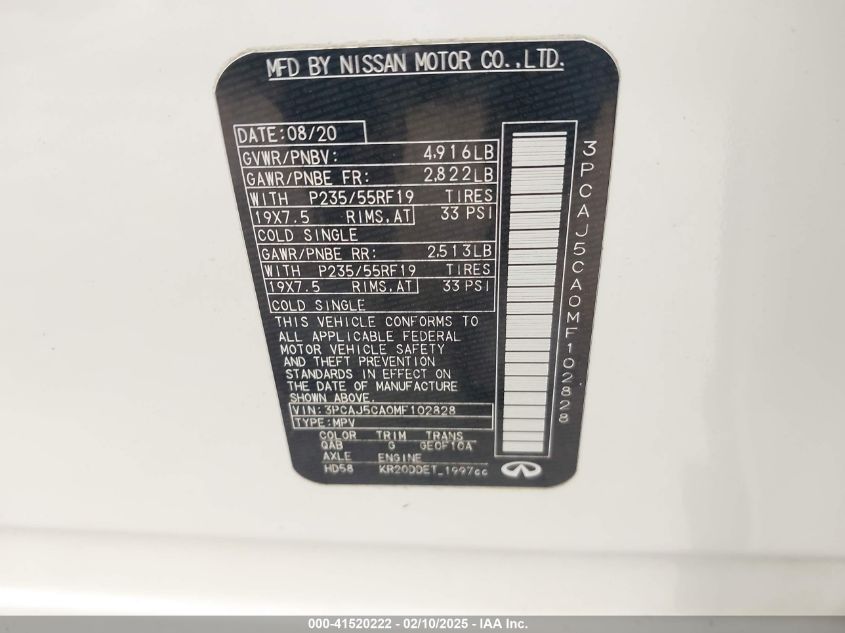 MFD BY NISSAN MOTOR CO.,LTD.
DATE:08/20
GVWR/PNBV: 4,916LB
GAWR/PNBE FR: 2,822LB
WITH P235/55RF19 TIRES
19X7.5 RIMS,AT 33 PSI
COLD SINGLE
GAWR/PNBE RR: 2,513LB
WITH P235/55RF19 TIRES
19X7.5 RIMS,AT 33 PSI
COLD SINGLE
THIS VEHICLE CONFORMS TO
ALL APPLICABLE FEDERAL
MOTOR VEHICLE SAFETY
AND THEFT PREVENTION
STANDARDS IN EFFECT ON
THE DATE OF MANUFACTURE
SHOWN ABOVE.
VIN:3PCAJ5CA0MF102828
TYPE:MPV
COLOR TRIM TRANS
QAB G GE0F10A
AXLE ENGINE
HD58 KR20DDET_1997cc
3PCAJ5CA0MF102828
000-41520222 - 02/10/2025 - IAA Inc.